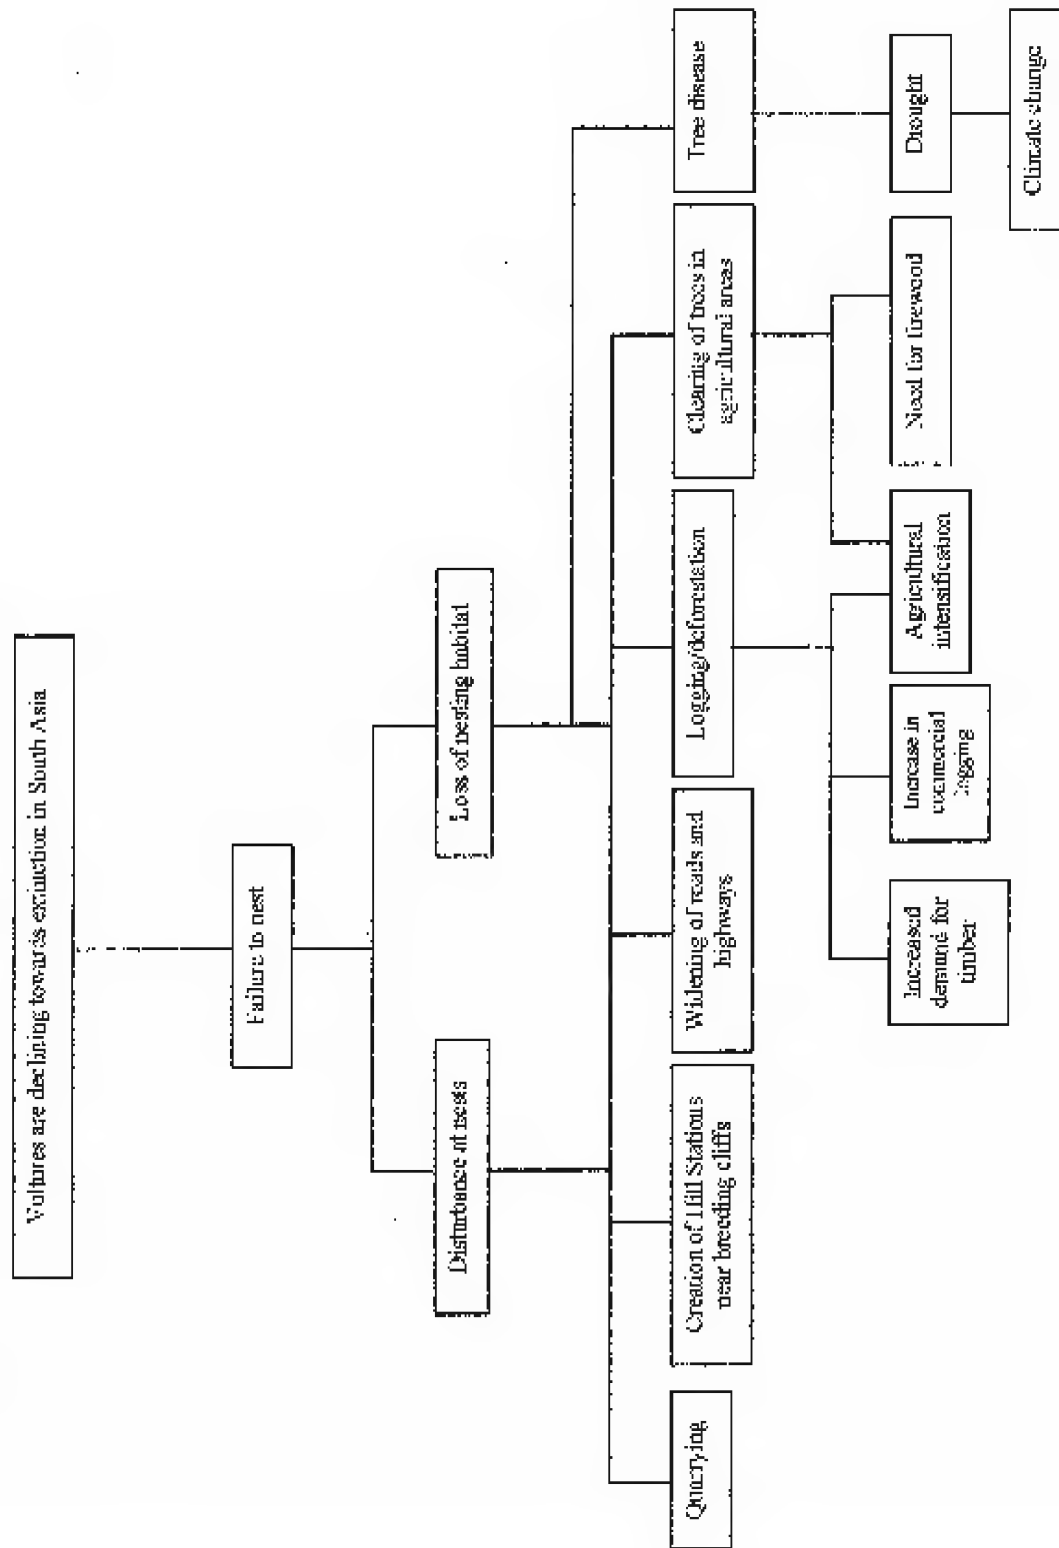 Vultures are declining towards extinction in South Asia
Failure to nest
Disturbance at nests
Loss of nesting habitat
Quarrying
Creation of Hill Stations
near breeding cliffs
Widening of roads and
highways
Logging/deforestation
Clearing of trees in
agricultural areas
Tree disease
Increased
demand for
timber
Increase in
commercial
logging
Agricultural
intensification
Need for firewood
Drought
Climate change